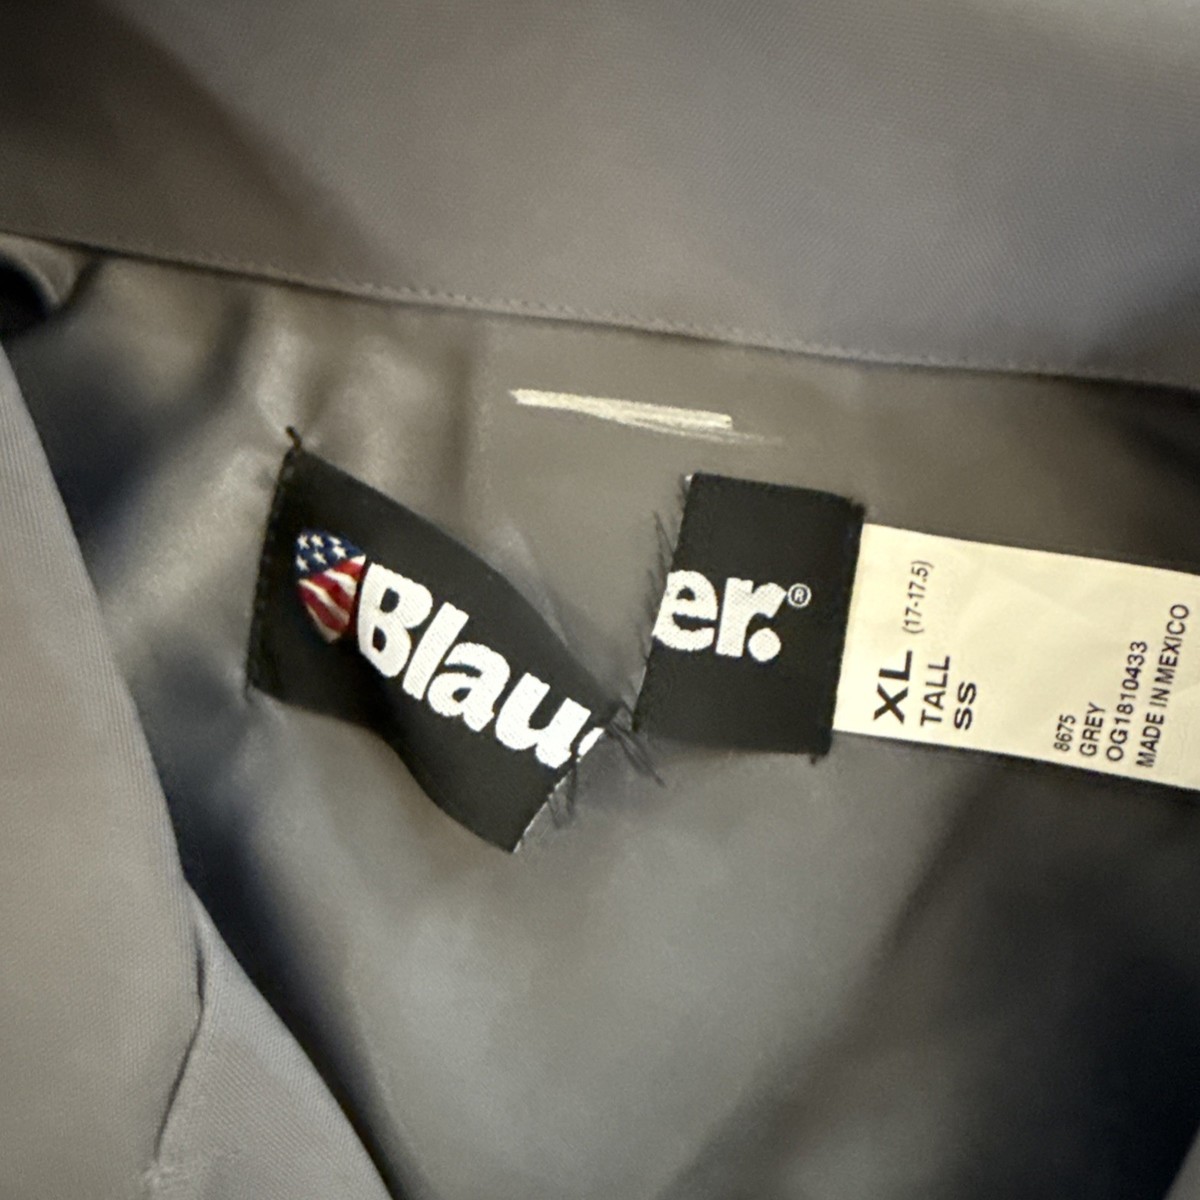 Blau
er.®
XL (17-17.5)
TALL
SS
8675
GREY
OG1810433
MADE IN MEXICO